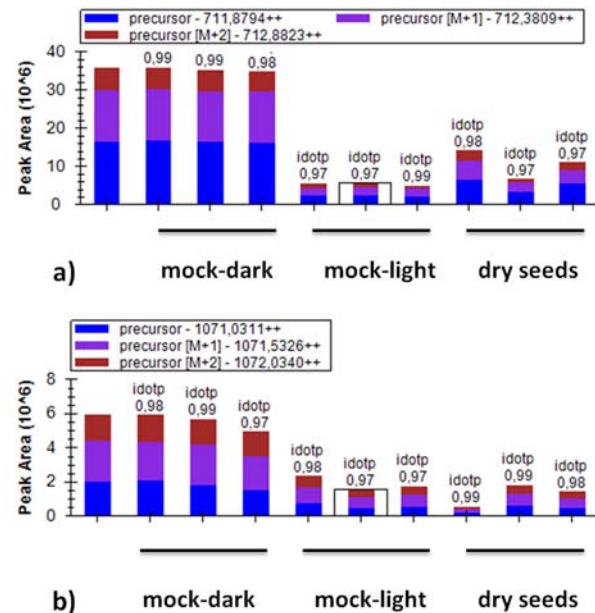 precursor - 711,8794++ precursor [M+1] - 712,3809++
precursor [M+2] - 712,8823++
Peak Area (10^6)
40
30
20
10
0
0,99 0,99 0,98
idotp 0,97
idotp 0,97
idotp 0,99
idotp 0,98
idotp 0,97
idotp 0,97
a) mock-dark mock-light dry seeds
precursor - 1071,0311++
precursor [M+1] - 1071,5326++
precursor [M+2] - 1072,0340++
Peak Area (10^6)
8
6
4
2
0
idotp 0,98
idotp 0,99
idotp 0,97
idotp 0,98
idotp 0,97
idotp 0,97
idotp 0,99
idotp 0,99
idotp 0,98
b) mock-dark mock-light dry seeds